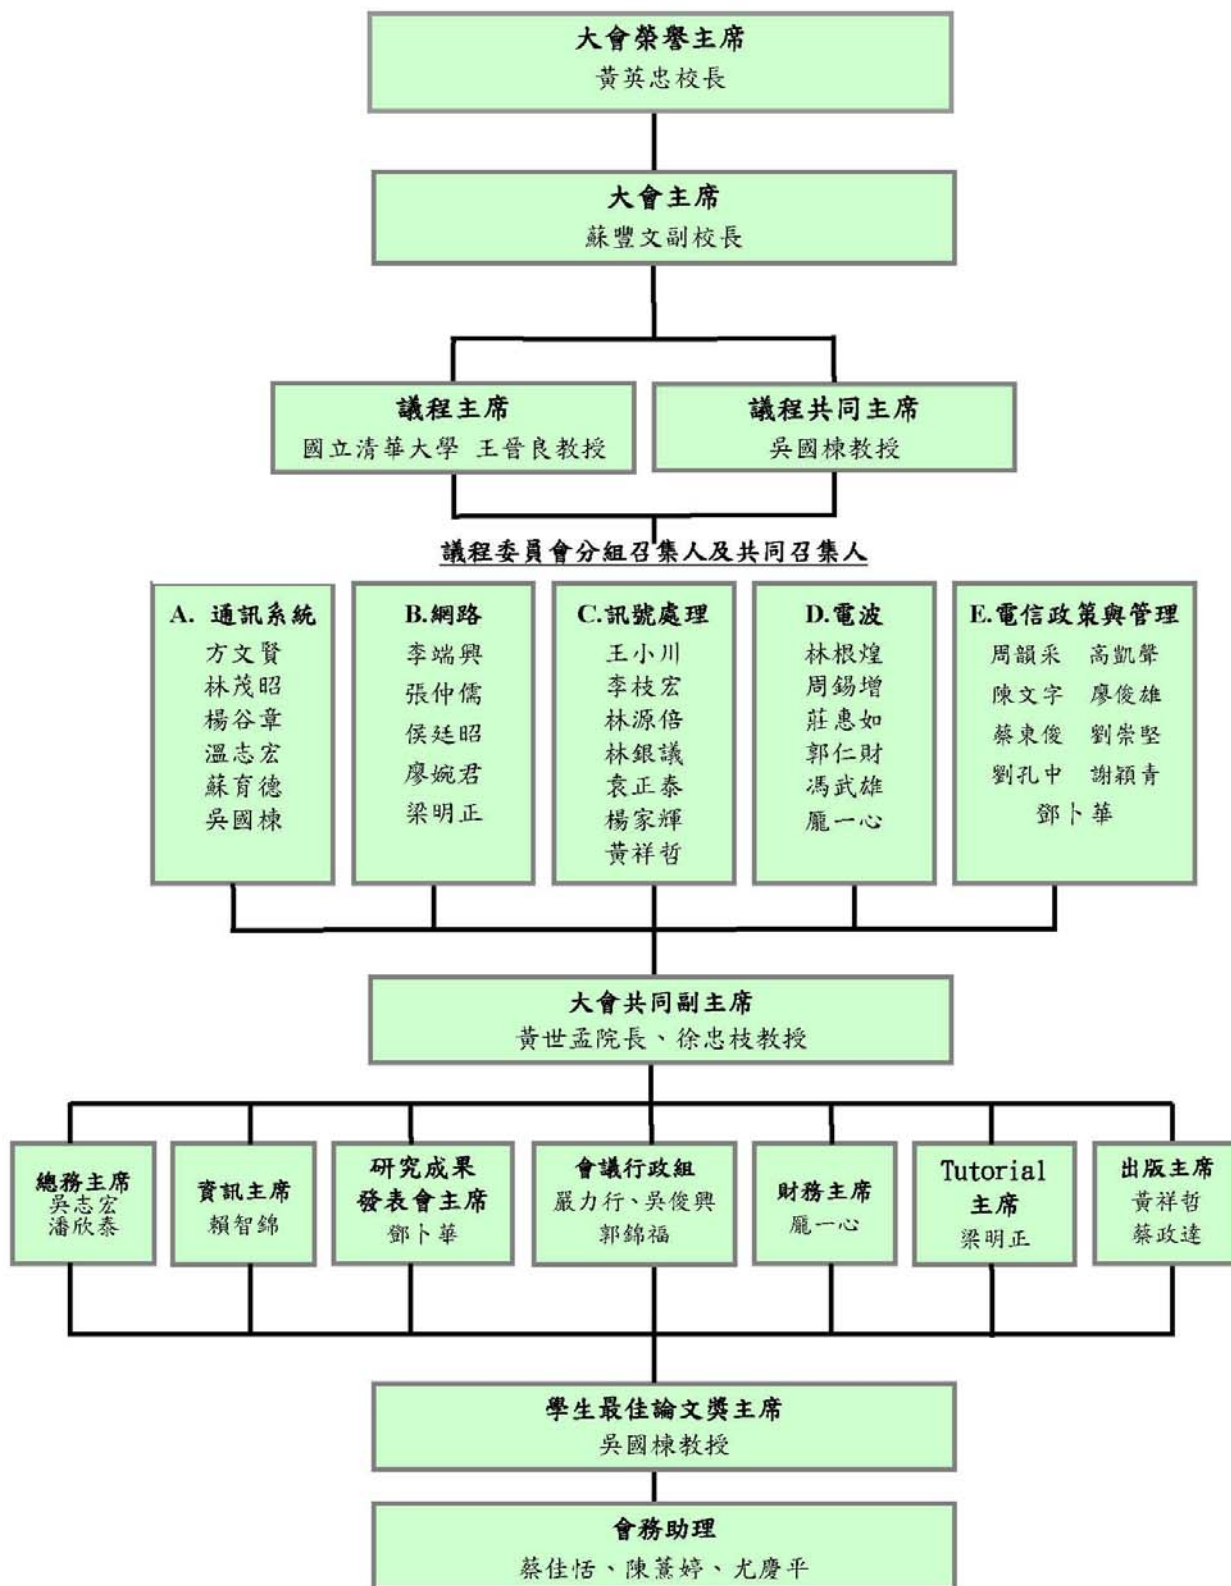 大會榮譽主席
黃英忠校長
大會主席
蘇豐文副校長
議程主席
國立清華大學 王晉良教授
議程共同主席
吳國棟教授
議程委員會分組召集人及共同召集人
A. 通訊系統
方文賢
林茂昭
楊谷章
溫志宏
蘇育德
吳國棟
B.網路
李端興
張仲儒
侯廷昭
廖婉君
梁明正
C.訊號處理
王小川
李枝宏
林源倍
林銀議
袁正泰
楊家輝
黃祥哲
D.電波
林根煌
周錫增
莊惠如
郭仁財
馮武雄
龐一心
E.電信政策與管理
周韻采 高凱聲
陳文字 廖俊雄
蔡東俊 劉崇堅
劉孔中 謝穎青
鄧卜華
大會共同副主席
黃世孟院長、徐忠枝教授
總務主席
吳志宏
潘欣泰
資訊主席
賴智錦
研究成果
發表會主席
鄧卜華
會議行政組
嚴力行、吳俊興
郭錦福
財務主席
龐一心
Tutorial
主席
梁明正
出版主席
黃祥哲
蔡政達
學生最佳論文獎主席
吳國棟教授
會務助理
蔡佳恬、陳薏婷、尤慶平